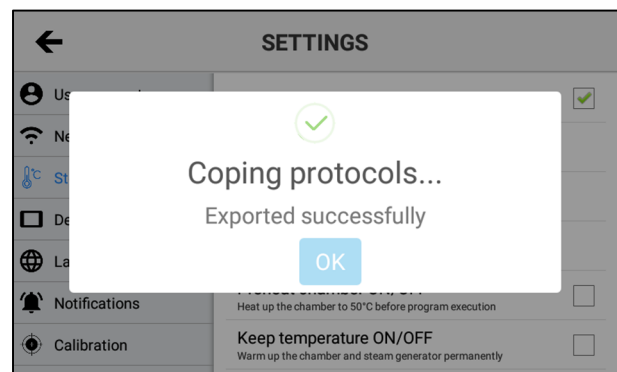 SETTINGS
Coping protocols...
Exported successfully
OK
Notifications
Heat up the chamber to 50°C before program execution
Calibration
Keep temperature ON/OFF
Warm up the chamber and steam generator permanently